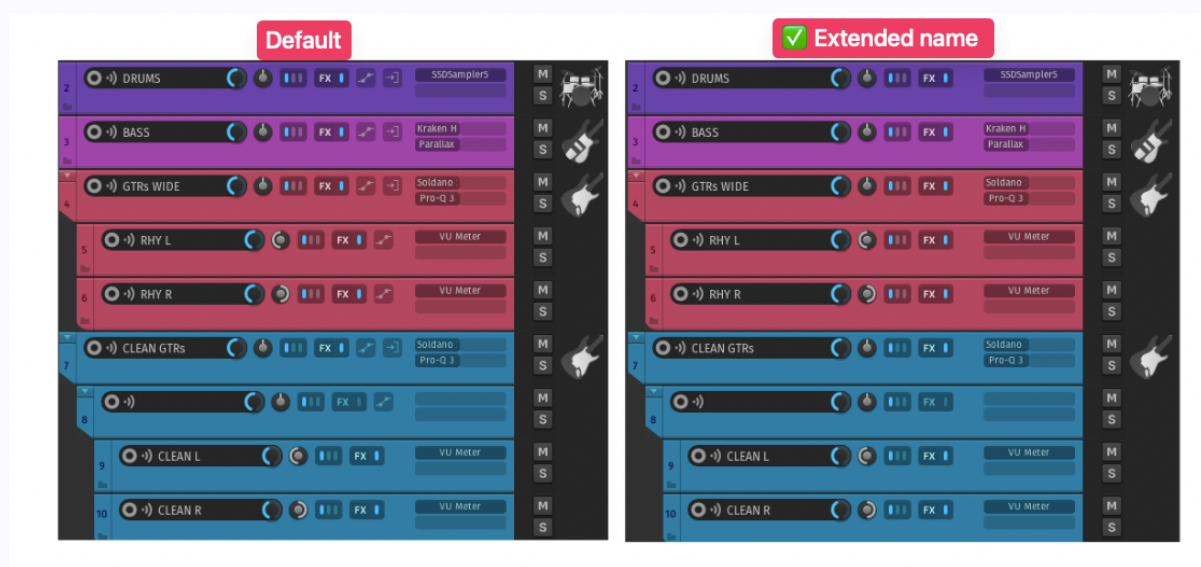 Default
✅ Extended name
2 DRUMS FX SSDSampler5 M S
3 BASS FX Kraken H Parallax M S
4 GTRs WIDE FX Soldano Pro-Q 3 M S
5 RHY L FX VU Meter M S
6 RHY R FX VU Meter M S
7 CLEAN GTRs FX Soldano Pro-Q 3 M S
8 FX M S
9 CLEAN L FX VU Meter M S
10 CLEAN R FX VU Meter M S
2 DRUMS FX SSDSampler5 M S
3 BASS FX Kraken H Parallax M S
4 GTRs WIDE FX Soldano Pro-Q 3 M S
5 RHY L FX VU Meter M S
6 RHY R FX VU Meter M S
7 CLEAN GTRs FX Soldano Pro-Q 3 M S
8 FX M S
9 CLEAN L FX VU Meter M S
10 CLEAN R FX VU Meter M S